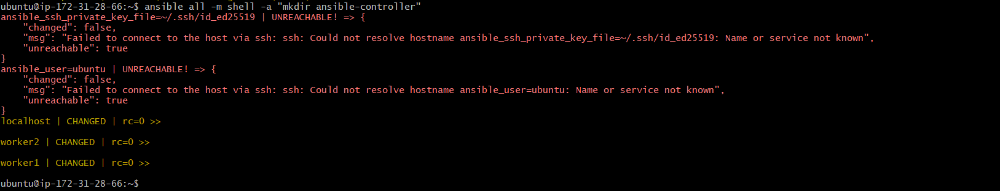 ubuntu@ip-172-31-28-66:~$ ansible all -m shell -a "mkdir ansible-controller"
ansible_ssh_private_key_file=~/.ssh/id_ed25519 | UNREACHABLE! => {
    "changed": false,
    "msg": "Failed to connect to the host via ssh: ssh: Could not resolve hostname ansible_ssh_private_key_file=~/.ssh/id_ed25519: Name or service not known",
    "unreachable": true
}
ansible_user=ubuntu | UNREACHABLE! => {
    "changed": false,
    "msg": "Failed to connect to the host via ssh: ssh: Could not resolve hostname ansible_user=ubuntu: Name or service not known",
    "unreachable": true
}
localhost | CHANGED | rc=0 >>
worker2 | CHANGED | rc=0 >>
worker1 | CHANGED | rc=0 >>
ubuntu@ip-172-31-28-66:~$